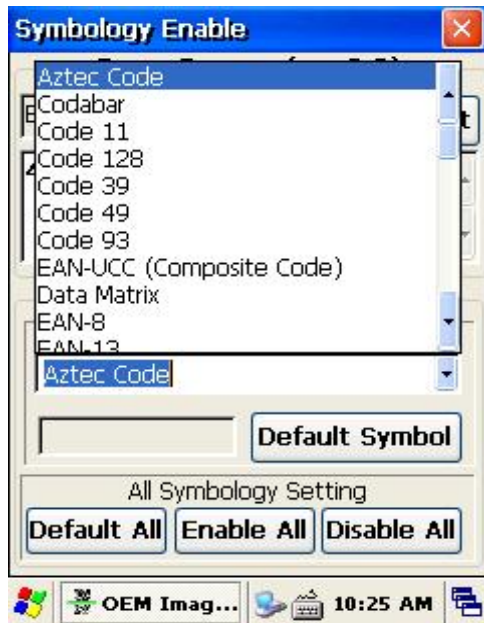 Symbology Enable
Aztec Code
Codabar
Code 11
Code 128
Code 39
Code 49
Code 93
EAN-UCC (Composite Code)
Data Matrix
EAN-8
EAN-13
Aztec Code
Default Symbol
All Symbology Setting
Default All Enable All Disable All
OEM Imag... 10:25 AM